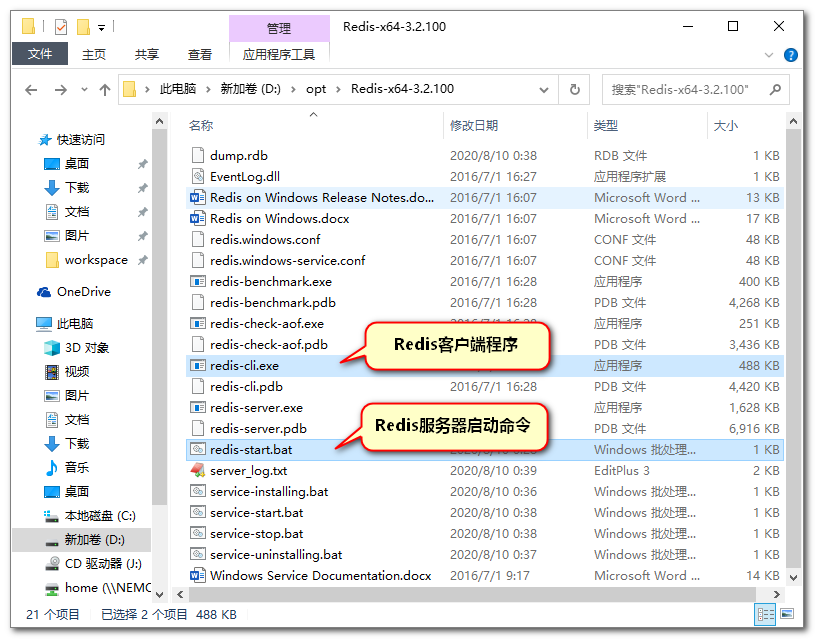 管理
Redis-x64-3.2.100
文件
主页
共享
查看
应用程序工具
此电脑
新加卷 (D:)
opt
Redis-x64-3.2.100
搜索"Redis-x64-3.2.100"
快速访问
桌面
下载
文档
图片
workspace
OneDrive
此电脑
3D 对象
视频
图片
文档
下载
音乐
桌面
本地磁盘 (C:)
新加卷 (D:)
CD 驱动器 (J:)
home (\\NEMO
名称 修改日期 类型 大小
dump.rdb 2020/8/10 0:38 RDB 文件 1 KB
EventLog.dll 2016/7/1 16:27 应用程序扩展 1 KB
Redis on Windows Release Notes.do... 2016/7/1 16:07 Microsoft Word ... 13 KB
Redis on Windows.docx 2016/7/1 16:07 Microsoft Word ... 17 KB
redis.windows.conf 2016/7/1 16:07 CONF 文件 48 KB
redis.windows-service.conf 2016/7/1 16:07 CONF 文件 48 KB
redis-benchmark.exe 2016/7/1 16:28 应用程序 400 KB
redis-benchmark.pdb 2016/7/1 16:28 PDB 文件 4,268 KB
redis-check-aof.exe 2016/7/1 16:28 应用程序 251 KB
redis-check-aof.pdb PDB 文件 3,436 KB
Redis客户端程序
redis-cli.exe 应用程序 488 KB
redis-cli.pdb 2016/7/1 16:28 PDB 文件 4,420 KB
redis-server.exe 应用程序 1,628 KB
redis-server.pdb PDB 文件 6,916 KB
Redis服务器启动命令
redis-start.bat Windows 批处理... 1 KB
server_log.txt 2020/8/10 0:39 EditPlus 3 2 KB
service-installing.bat 2020/8/10 0:36 Windows 批处理... 1 KB
service-start.bat 2020/8/10 0:38 Windows 批处理... 1 KB
service-stop.bat 2020/8/10 0:38 Windows 批处理... 1 KB
service-uninstalling.bat 2020/8/10 0:37 Windows 批处理... 1 KB
Windows Service Documentation.docx 2016/7/1 9:17 Microsoft Word ... 14 KB
21 个项目 已选择 2 个项目 488 KB